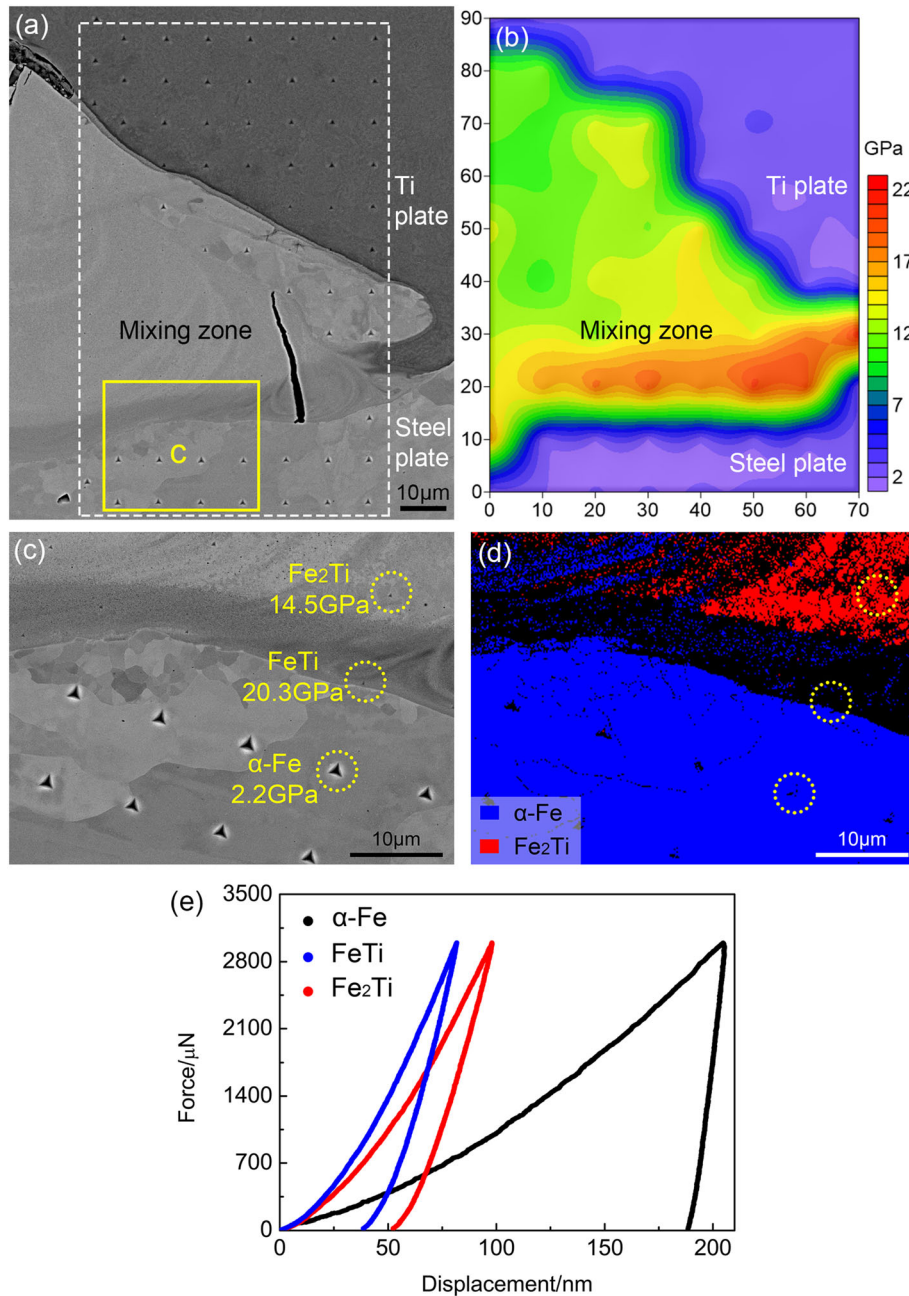 (a)
Ti
plate
Mixing zone
C
Steel
plate
10μm
(b)
90
80
70
60
50
40
30
20
10
0
0 10 20 30 40 50 60 70
Ti plate
Mixing zone
Steel plate
GPa
22
17
12
7
2
(c)
Fe₂Ti
14.5GPa
FeTi
20.3GPa
α-Fe
2.2GPa
10μm
(d)
α-Fe
Fe₂Ti
10μm
(e)
α-Fe
FeTi
Fe₂Ti
3500
2800
2100
1400
700
0
0 50 100 150 200
Force/μN
Displacement/nm